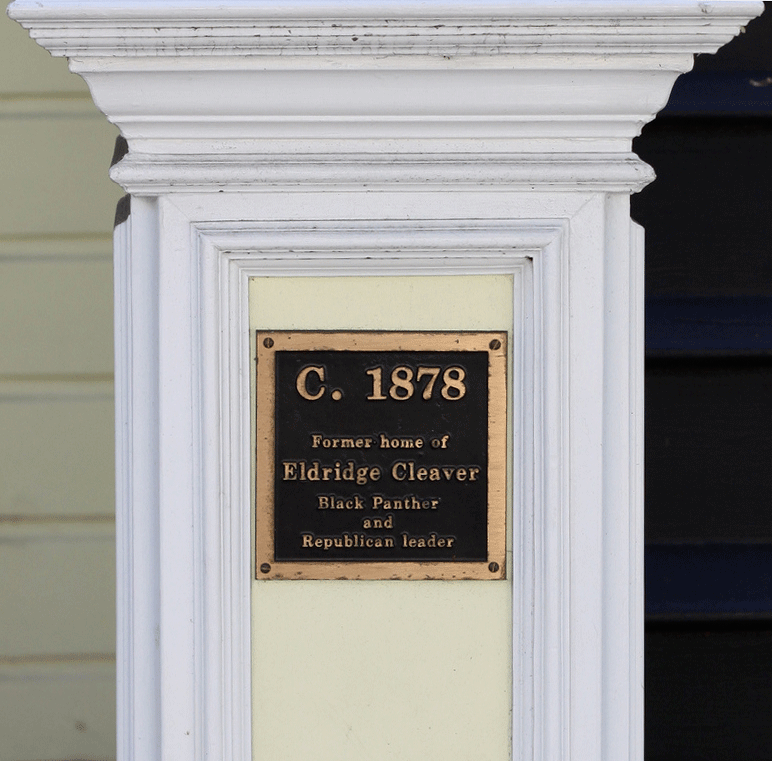 C. 1878
Former home of
Eldridge Cleaver
Black Panther
and
Republican leader